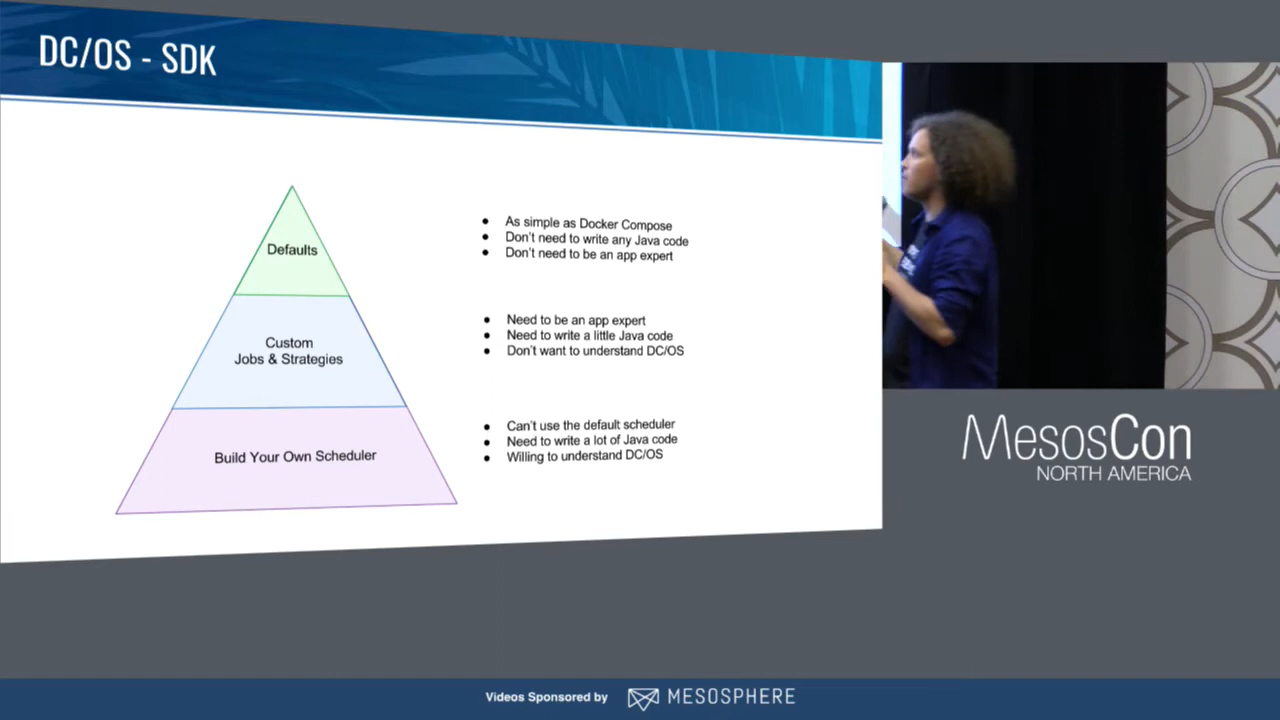 DC/OS - SDK
Defaults
As simple as Docker Compose
Don't need to write any Java code
Don't need to be an app expert
Custom
Jobs & Strategies
Need to be an app expert
Need to write a little Java code
Don't want to understand DC/OS
Build Your Own Scheduler
Can't use the default scheduler
Need to write a lot of Java code
Willing to understand DC/OS
MesosCon
NORTH AMERICA
Videos Sponsored by
MESOSPHERE